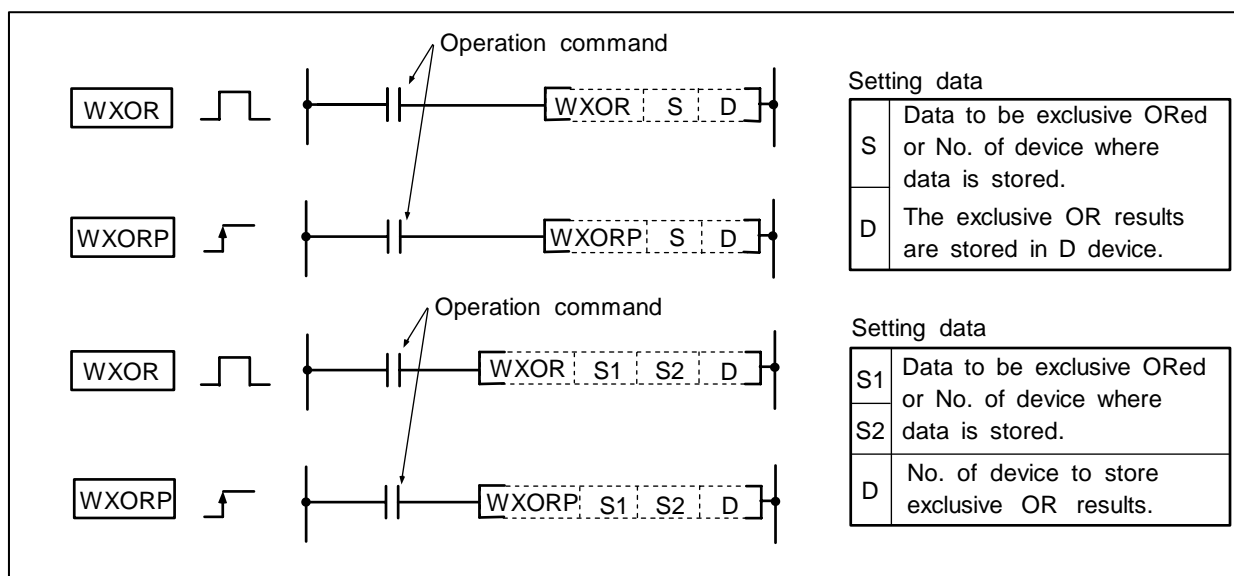 Operation command
WXOR
WXOR S D
WXORP
WXORP S D
Setting data
S
Data to be exclusive ORed
or No. of device where
data is stored.
D
The exclusive OR results
are stored in D device.
Operation command
WXOR
WXOR S1 S2 D
WXORP
WXORP S1 S2 D
Setting data
S1
S2
Data to be exclusive ORed
or No. of device where
data is stored.
D
No. of device to store
exclusive OR results.